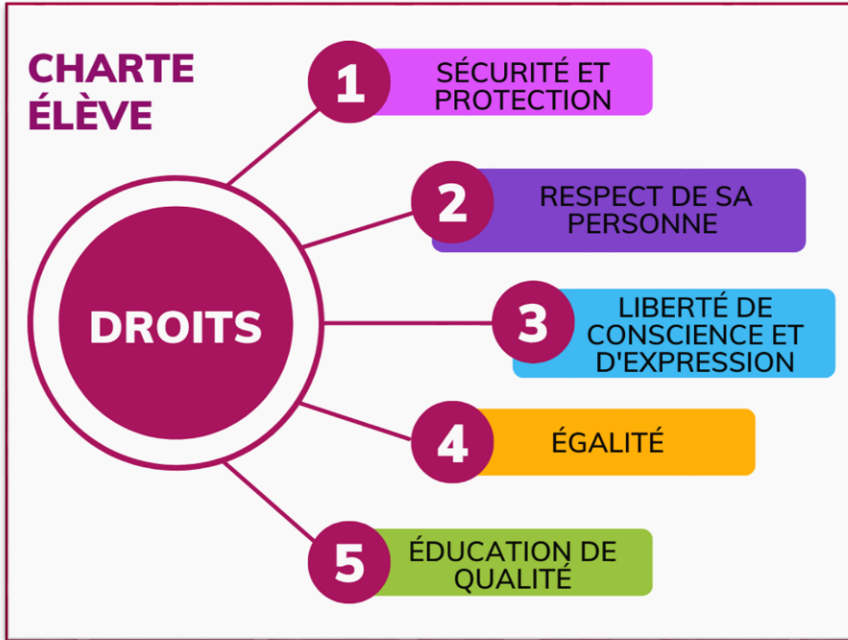 CHARTE
ÉLÈVE
DROITS
1
SÉCURITÉ ET
PROTECTION
2
RESPECT DE SA
PERSONNE
3
LIBERTÉ DE
CONSCIENCE ET
D'EXPRESSION
4
ÉGALITÉ
5
ÉDUCATION DE
QUALITÉ